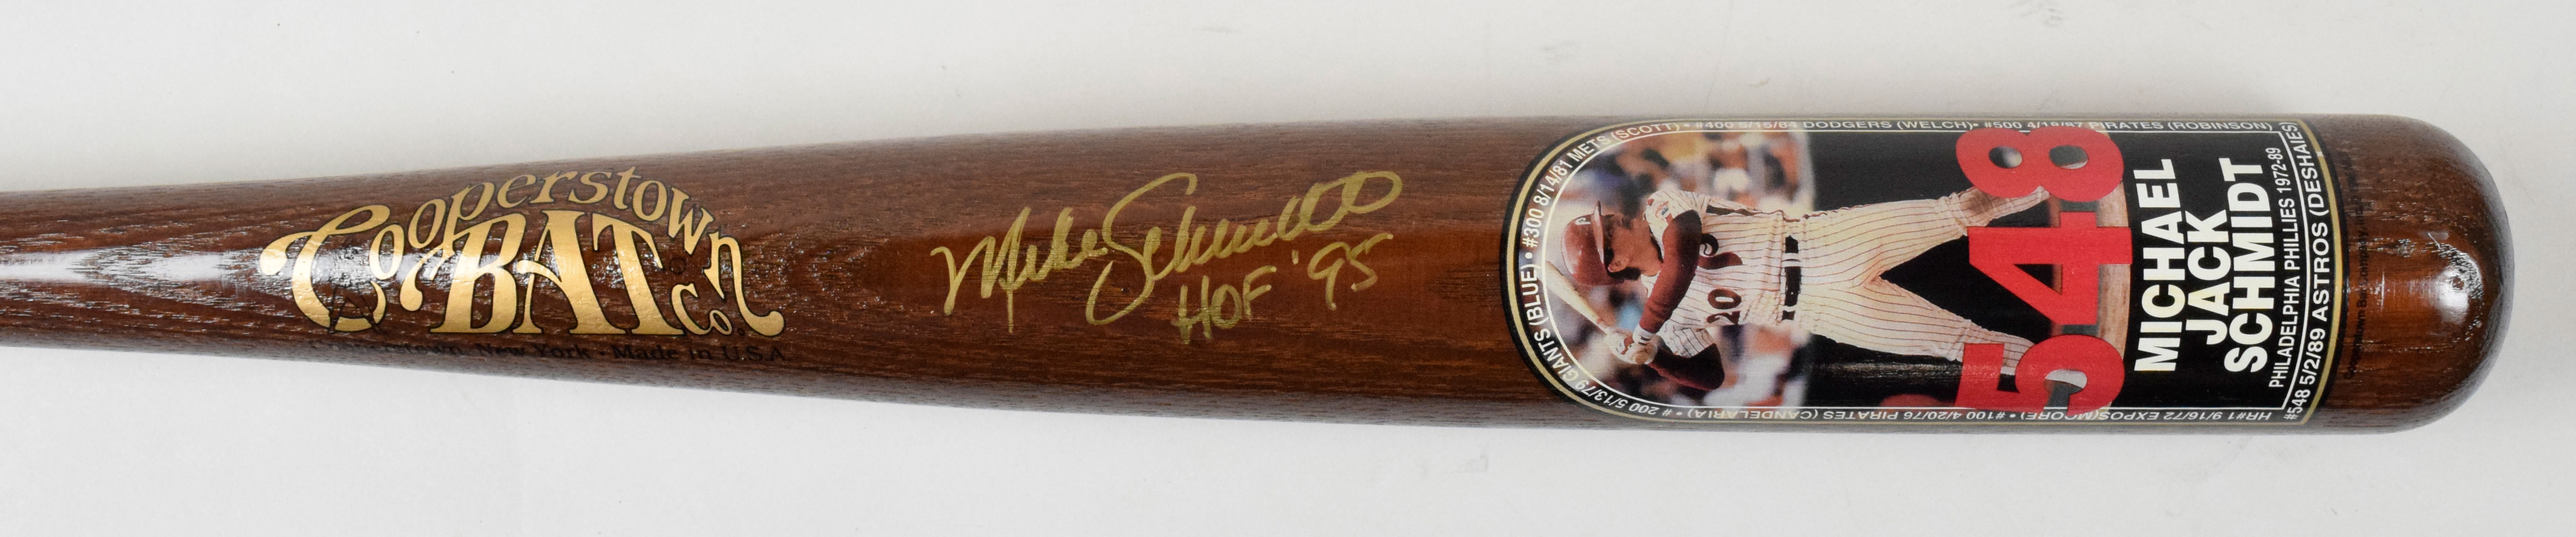 Cooperstown
BAT
Co.
Cooperstown, New York · Made in U.S.A
Mike Schmidt
HOF '95
HR#1 9/16/72 EXPOS(MOORE) • #100 4/20/76 PIRATES (CANDELARIA) • # 200 5/13/79 GIANTS (BLUE) • #300 8/14/81 METS (SCOTT) • #400 5/15/84 DODGERS (WELCH)• #500 4/18/87 PIRATES (ROBINSON)
#548 5/2/89 ASTROS (DESHAIES)
20
548
MICHAEL
JACK
SCHMIDT
PHILADELPHIA PHILLIES 1972-89